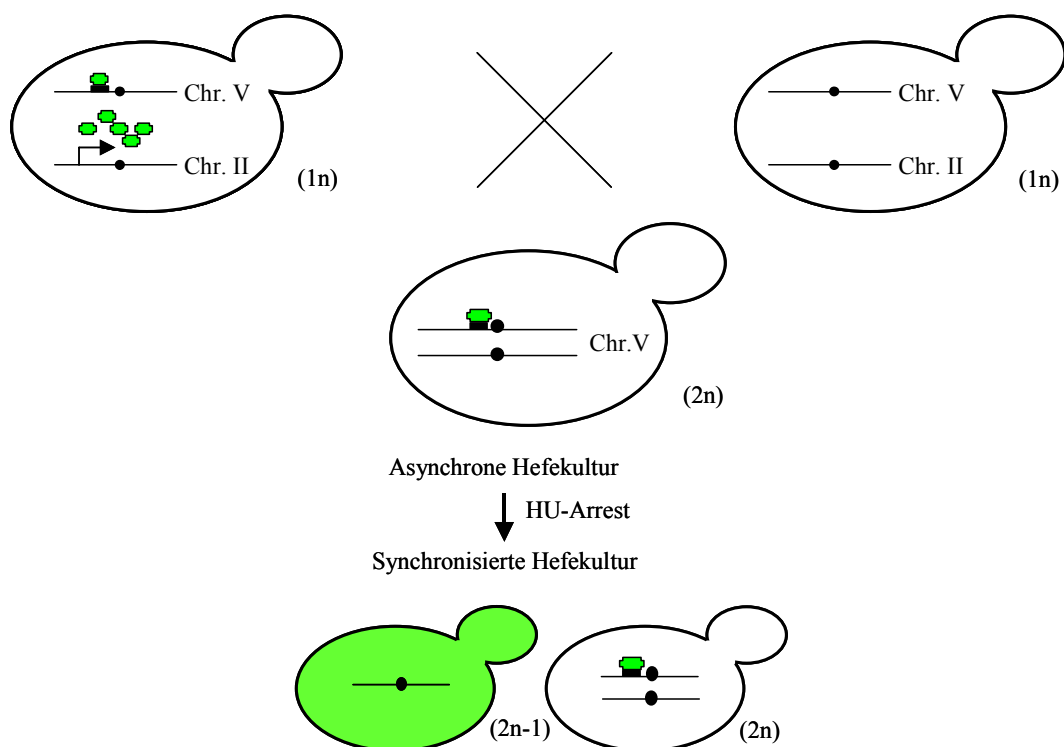 Chr. V
Chr. II
(1n)
Chr. V
Chr. II
(1n)
Chr.V
(2n)
Asynchrone Hefekultur
HU-Arrest
Synchronisierte Hefekultur
(2n-1)
(2n)